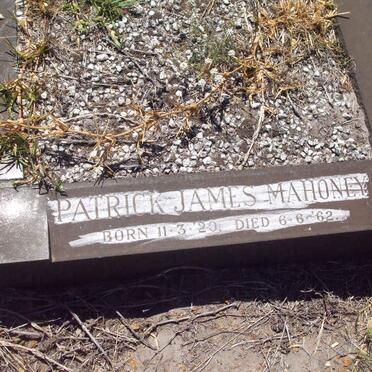 PATRICK JAMES MAHONEY
BORN 11-3-20. DIED 6-6-62.